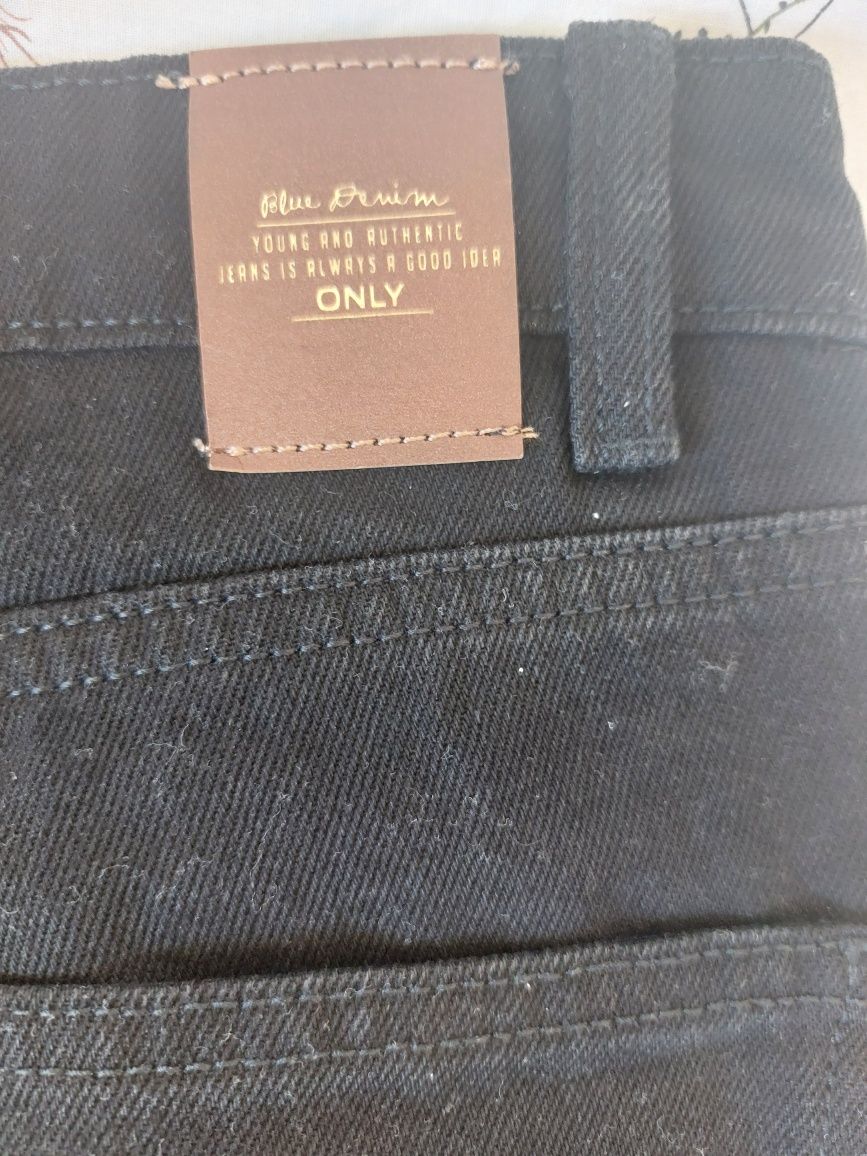 Blue Denim
YOUNG AND AUTHENTIC
JEANS IS ALWAYS A GOOD IDEA
ONLY